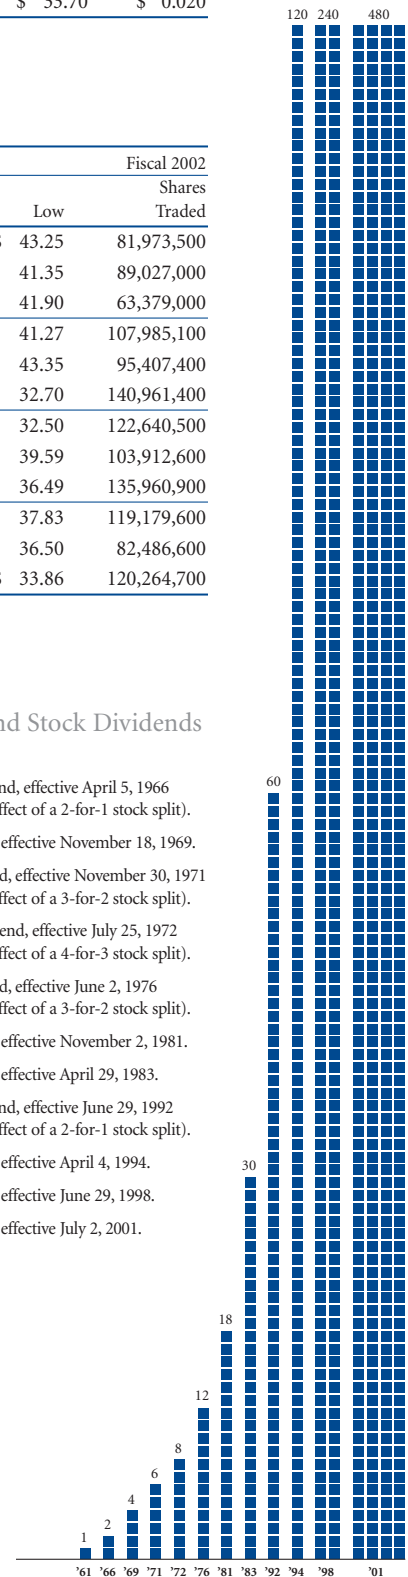 $ 35.70 $ 0.020
120 240 480
Fiscal 2002
Shares
Low Traded
43.25 81,973,500
41.35 89,027,000
41.90 63,379,000
41.27 107,985,100
43.35 95,407,400
32.70 140,961,400
32.50 122,640,500
39.59 103,912,600
36.49 135,960,900
37.83 119,179,600
36.50 82,486,600
33.86 120,264,700
nd Stock Dividends
nd, effective April 5, 1966
ffect of a 2-for-1 stock split).
effective November 18, 1969.
d, effective November 30, 1971
ffect of a 3-for-2 stock split).
end, effective July 25, 1972
ffect of a 4-for-3 stock split).
d, effective June 2, 1976
ffect of a 3-for-2 stock split).
effective November 2, 1981.
effective April 29, 1983.
nd, effective June 29, 1992
ffect of a 2-for-1 stock split).
effective April 4, 1994.
effective June 29, 1998.
effective July 2, 2001.
60
30
18
12
8
6
4
2
1
’61 ’66 ’69 ’71 ’72 ’76 ’81 ’83 ’92 ’94 ’98 ’01